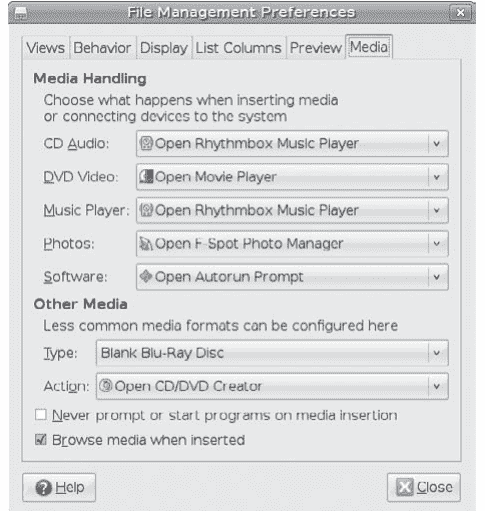 File Management Preferences
Views Behavior Display List Columns Preview Media
Media Handling
Choose what happens when inserting media
or connecting devices to the system
CD Audio: Open Rhythmbox Music Player
DVD Video: Open Movie Player
Music Player: Open Rhythmbox Music Player
Photos: Open F-Spot Photo Manager
Software: Open Autorun Prompt
Other Media
Less common media formats can be configured here
Type: Blank Blu-Ray Disc
Action: Open CD/DVD Creator
Never prompt or start programs on media insertion
Browse media when inserted
Help Close